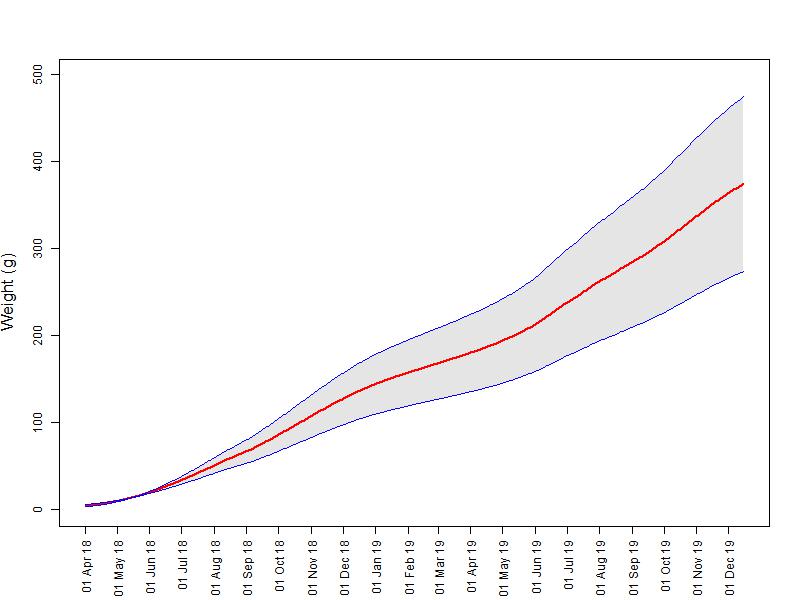 500
400
300
200
100
0
Weight (g)
01 Apr 18
01 May 18
01 Jun 18
01 Jul 18
01 Aug 18
01 Sep 18
01 Oct 18
01 Nov 18
01 Dec 18
01 Jan 19
01 Feb 19
01 Mar 19
01 Apr 19
01 May 19
01 Jun 19
01 Jul 19
01 Aug 19
01 Sep 19
01 Oct 19
01 Nov 19
01 Dec 19